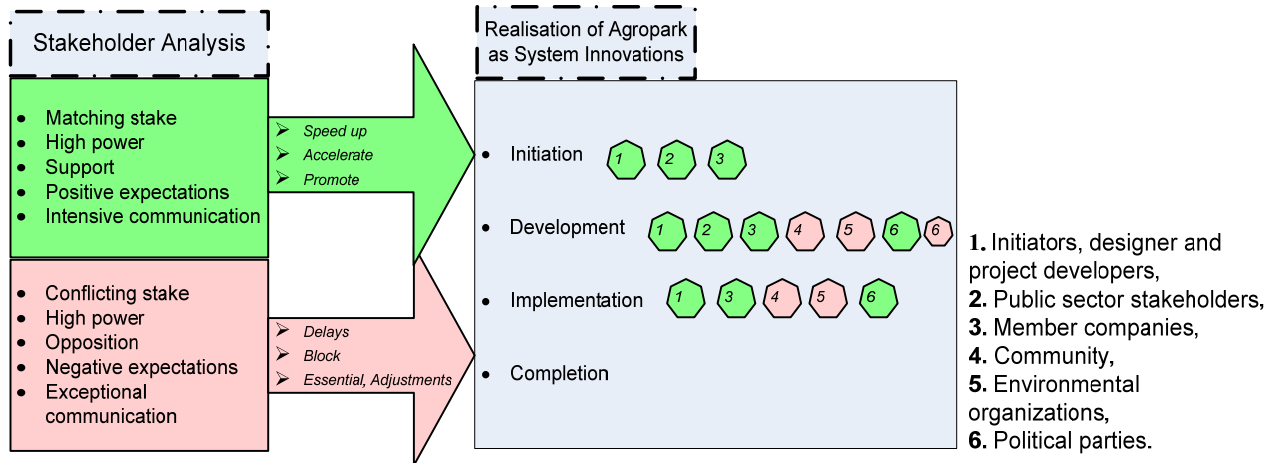 Stakeholder Analysis
• Matching stake
• High power
• Support
• Positive expectations
• Intensive communication
• Conflicting stake
• High power
• Opposition
• Negative expectations
• Exceptional
communication
➢ Speed up
➢ Accelerate
➢ Promote
➢ Delays
➢ Block
➢ Essential, Adjustments
Realisation of Agropark
as System Innovations
• Initiation 1 2 3
• Development 1 2 3 4 5 6 6
• Implementation 1 3 4 5 6
• Completion
1. Initiators, designer and
project developers,
2. Public sector stakeholders,
3. Member companies,
4. Community,
5. Environmental
organizations,
6. Political parties.